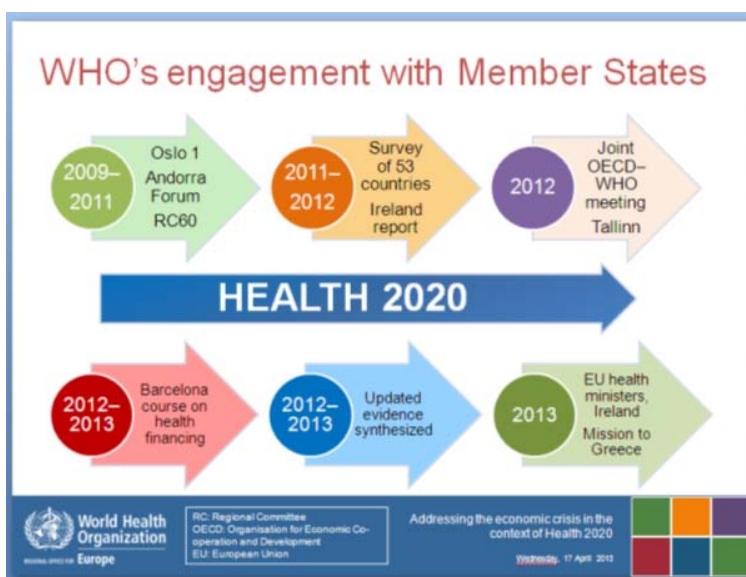 WHO's engagement with Member States
2009–
2011
Oslo 1
Andorra
Forum
RC60
2011–
2012
Survey
of 53
countries
Ireland
report
2012
Joint
OECD–
WHO
meeting
Tallinn
HEALTH 2020
2012–
2013
Barcelona
course on
health
financing
2012–
2013
Updated
evidence
synthesized
2013
EU health
ministers,
Ireland
Mission to
Greece
World Health
Organization
REGIONAL OFFICE FOR Europe
RC: Regional Committee
OECD: Organisation for Economic Co-
operation and Development
EU: European Union
Addressing the economic crisis in the
context of Health 2020
Wednesday, 17 April 2013